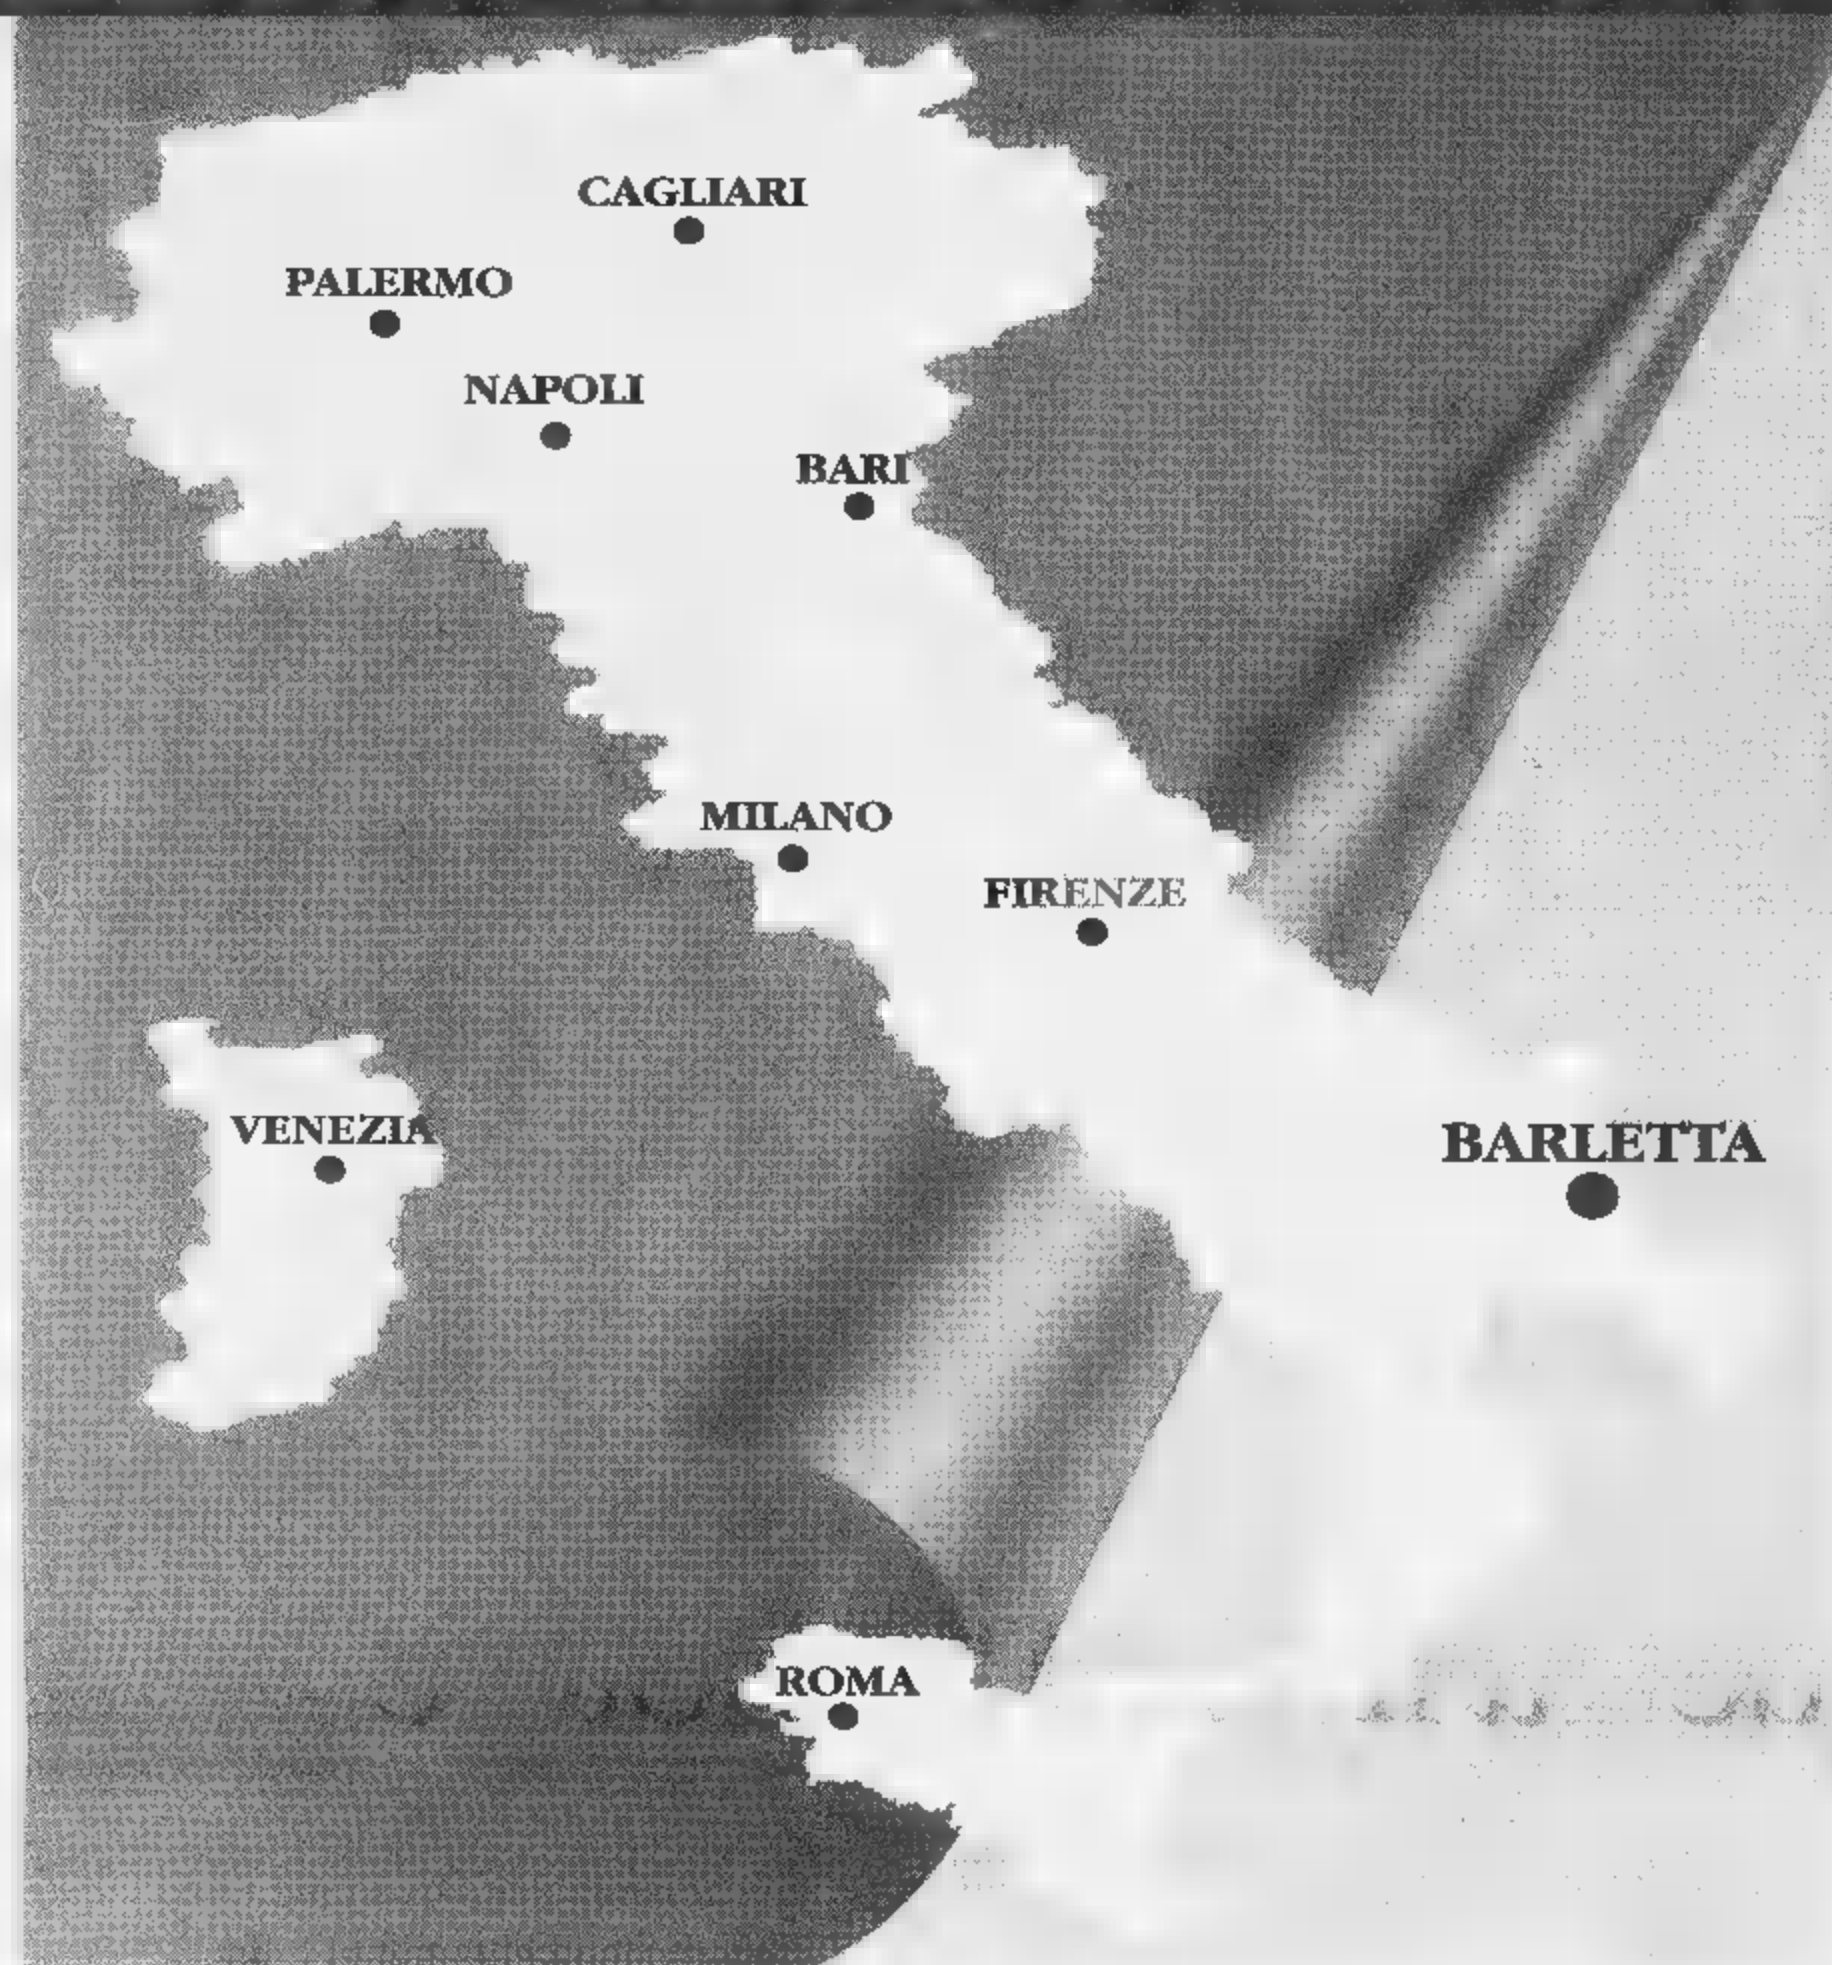 CAGLIARI
PALERMO
NAPOLI
BARI
MILANO
FIRENZE
VENEZIA
BARLETTA
ROMA